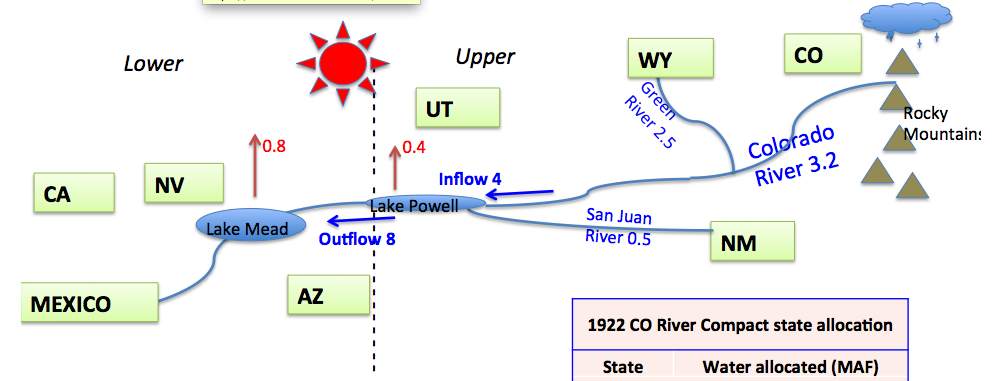 Lower
Upper
WY
CO
UT
Green
River 2.5
Rocky
Mountains
Colorado
River 3.2
0.8
0.4
CA
NV
Inflow 4
Lake Powell
Lake Mead
Outflow 8
San Juan
River 0.5
NM
MEXICO
AZ
1922 CO River Compact state allocation
State Water allocated (MAF)